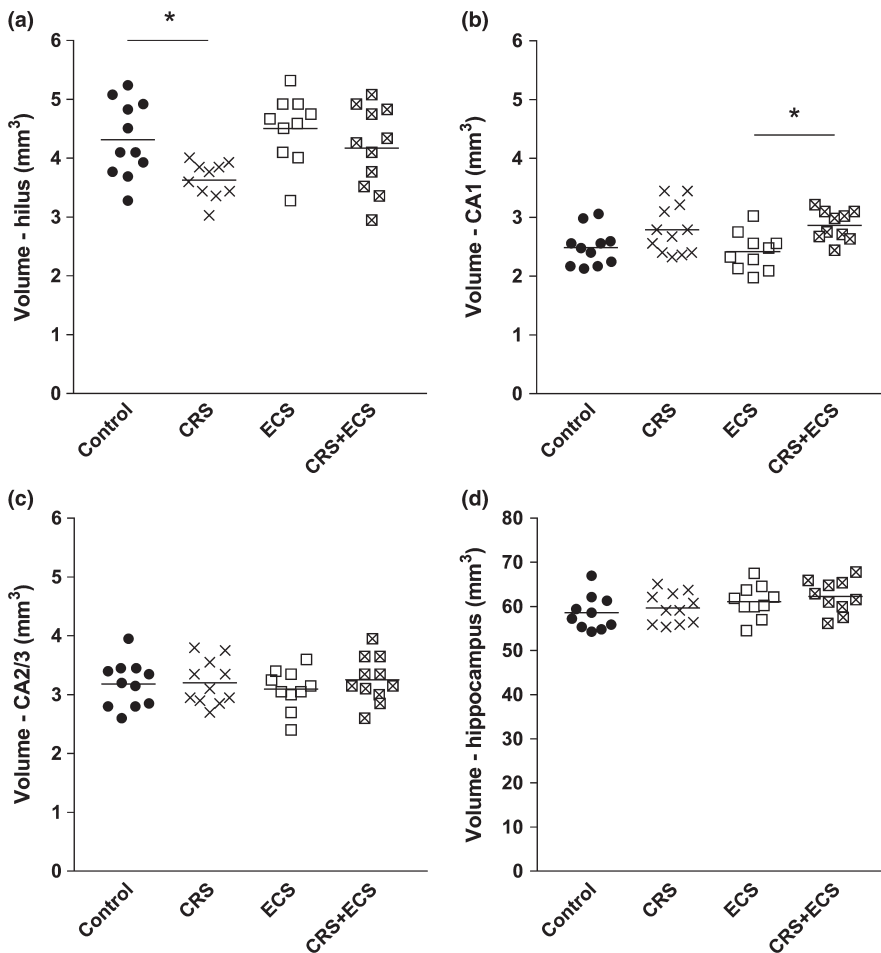 (a)
*
Volume - hilus (mm³)
6
5
4
3
2
1
0
Control
CRS
ECS
CRS+ECS
(b)
*
Volume - CA1 (mm³)
6
5
4
3
2
1
0
Control
CRS
ECS
CRS+ECS
(c)
Volume - CA2/3 (mm³)
6
5
4
3
2
1
0
Control
CRS
ECS
CRS+ECS
(d)
Volume - hippocampus (mm³)
80
70
60
50
40
30
20
10
0
Control
CRS
ECS
CRS+ECS